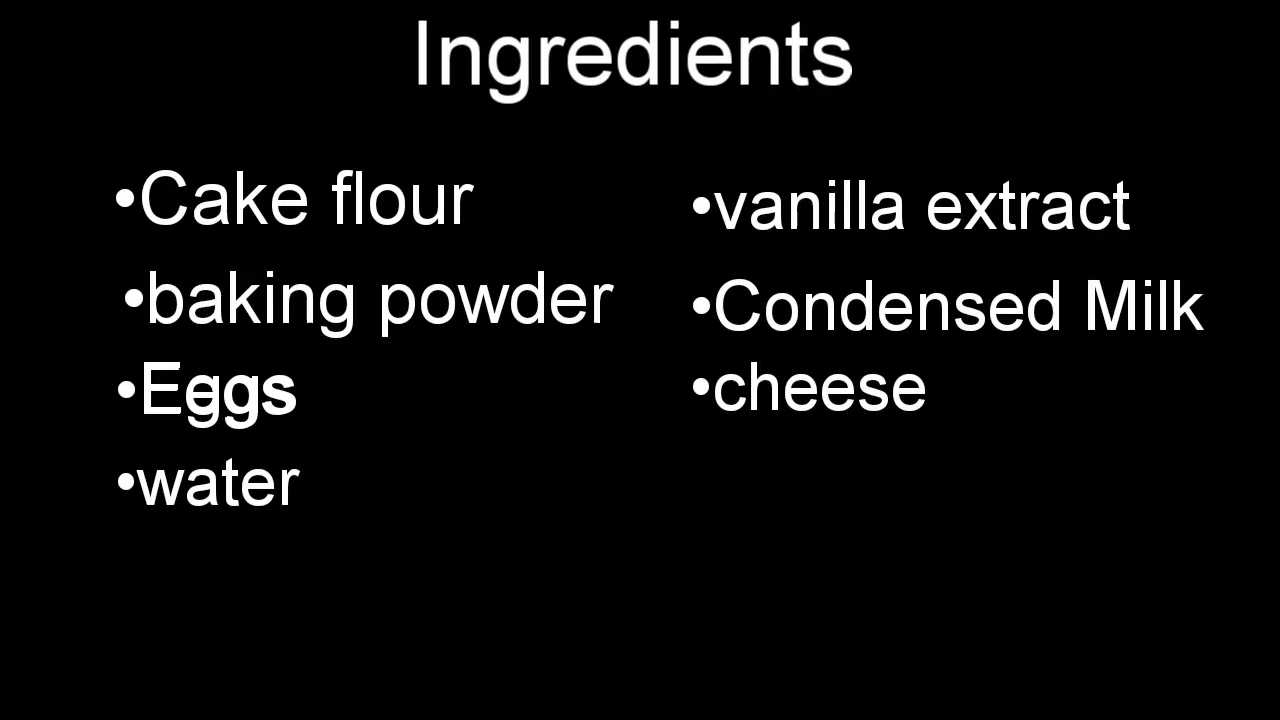 Ingredients
•Cake flour
•baking powder
•Eggs
•water
•vanilla extract
•Condensed Milk
•cheese